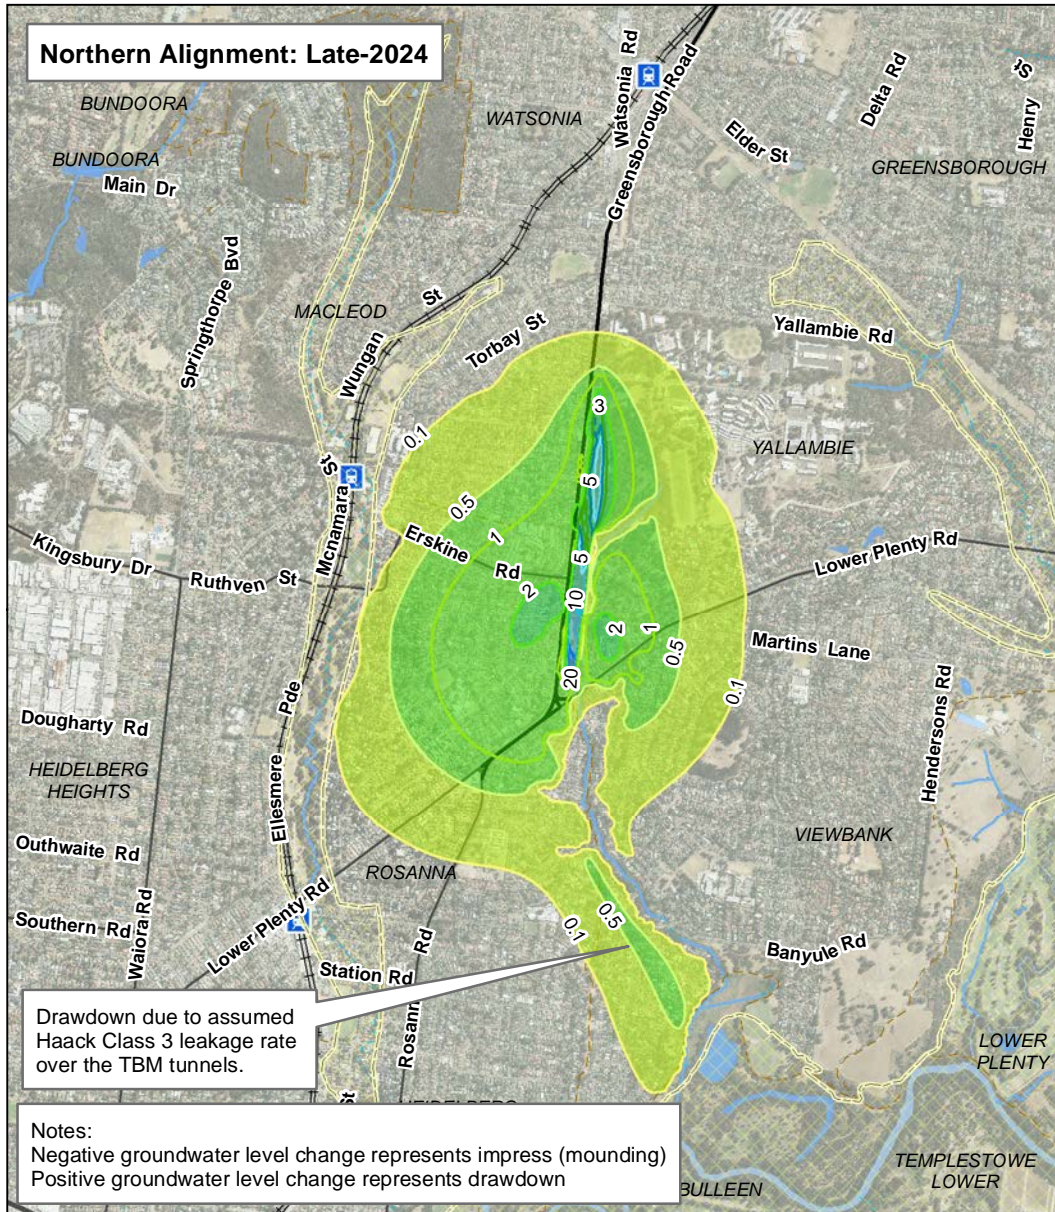 Northern Alignment: Late-2024
BUNDOORA
BUNDOORA
Main Dr
Springthorpe Bvd
WATSONIA
Watsonia Rd
Greensborough Road
Elder St
Delta Rd
St
Henry
GREENSBOROUGH
MACLEOD
Wungan St
Torbay St
Yallambie Rd
YALLAMBIE
0.1
0.5
1
3
5
5
10
20
2
2
1
0.5
0.1
St
Mcnamara
Erskine Rd
Kingsbury Dr
Ruthven St
Lower Plenty Rd
Martins Lane
Hendersons Rd
Dougharty Rd
HEIDELBERG
HEIGHTS
Ellesmere Pde
Outhwaite Rd
Southern Rd
Waiora Rd
Lower Plenty Rd
ROSANNA
VIEWBANK
0.5
0.1
Banyule Rd
Station Rd
Rd
Drawdown due to assumed
Haack Class 3 leakage rate
over the TBM tunnels.
LOWER
PLENTY
St
Notes:
Negative groundwater level change represents impress (mounding)
Positive groundwater level change represents drawdown
BULLEEN
TEMPLESTOWE
LOWER